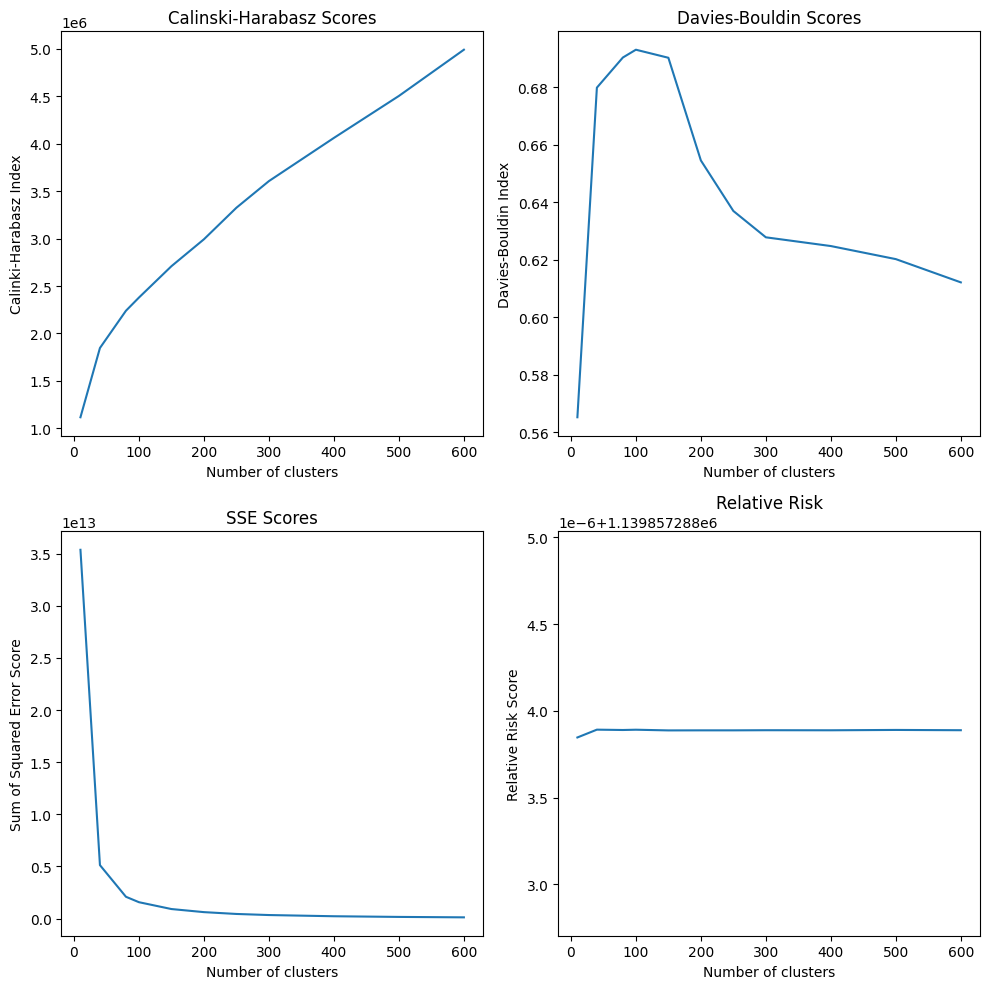 Calinski-Harabasz Scores
1e6
Calinki-Harabasz Index
5.0
4.5
4.0
3.5
3.0
2.5
2.0
1.5
1.0
0 100 200 300 400 500 600
Number of clusters
Davies-Bouldin Scores
Davies-Bouldin Index
0.68
0.66
0.64
0.62
0.60
0.58
0.56
0 100 200 300 400 500 600
Number of clusters
SSE Scores
1e13
Sum of Squared Error Score
3.5
3.0
2.5
2.0
1.5
1.0
0.5
0.0
0 100 200 300 400 500 600
Number of clusters
Relative Risk
1e−6+1.139857288e6
Relative Risk Score
5.0
4.5
4.0
3.5
3.0
0 100 200 300 400 500 600
Number of clusters